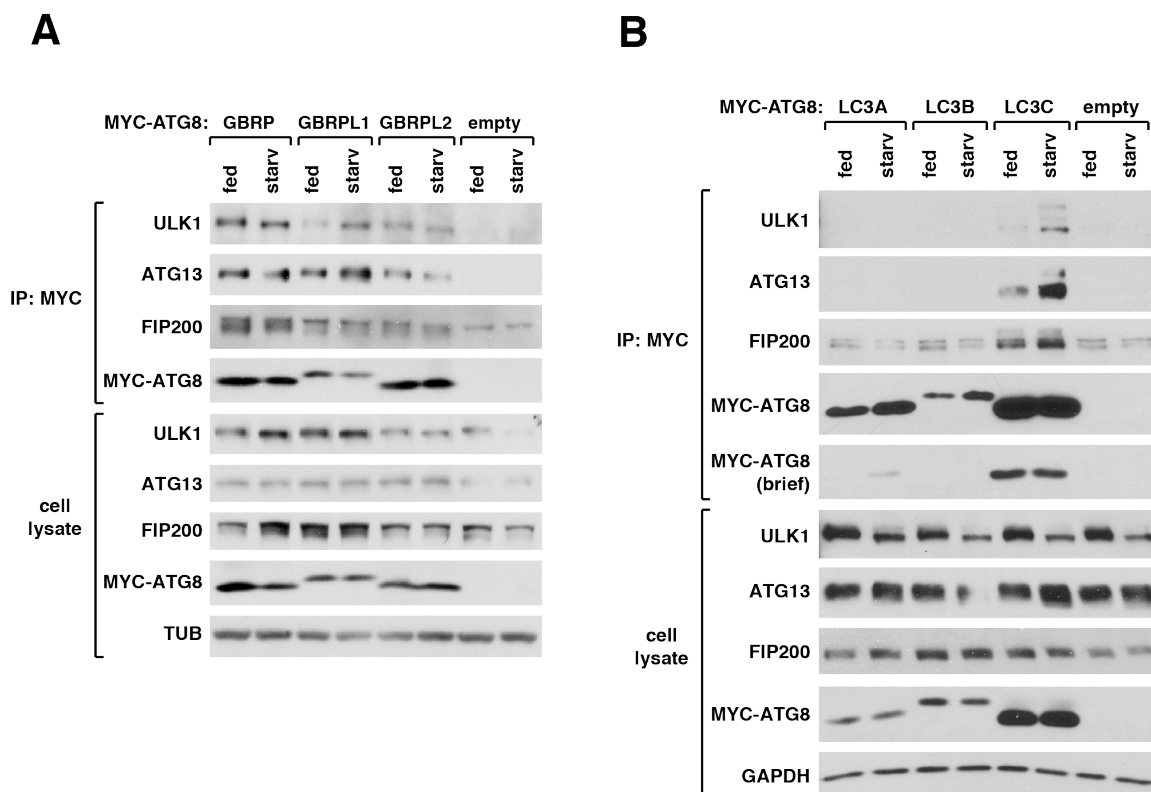 A
MYC-ATG8: GBRP GBRPL1 GBRPL2 empty
fed starv fed starv fed starv fed starv
IP: MYC
ULK1
ATG13
FIP200
MYC-ATG8
cell
lysate
ULK1
ATG13
FIP200
MYC-ATG8
TUB
B
MYC-ATG8: LC3A LC3B LC3C empty
fed starv fed starv fed starv fed starv
IP: MYC
ULK1
ATG13
FIP200
MYC-ATG8
MYC-ATG8
(brief)
cell
lysate
ULK1
ATG13
FIP200
MYC-ATG8
GAPDH